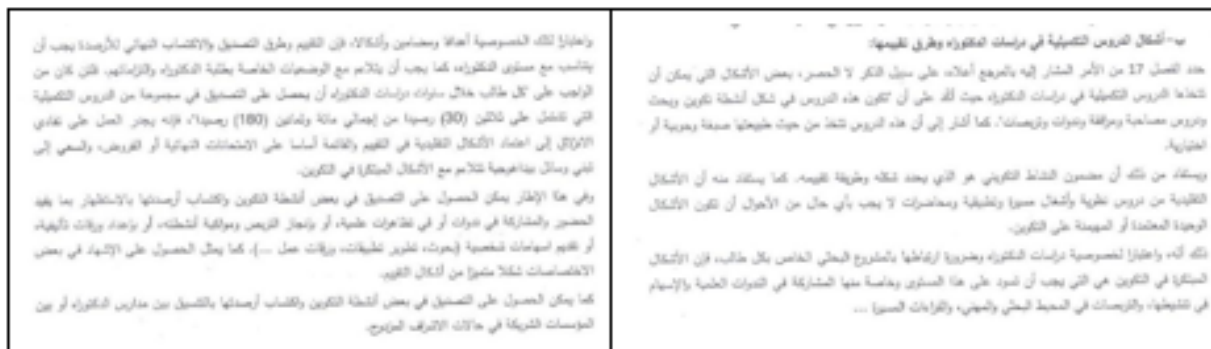 ب- أشكال الدروس التكميلية في دراسات الدكتوراه وطرق تقييمها:
حدد الفصل 17 من الأمر المشار إليه بالمرجع أعلاه، على سبيل الذكر لا الحصر، بعض الأشكال التي يمكن أن
تتخذها الدروس التكميلية في دراسات الدكتوراه حيث أكد على أن "تكون هذه الدروس في شكل أنشطة تكوين وبحث
ودروس مصاحبة ومرافقة وندوات وتربصات". كما أشار إلى أن هذه الدروس تتخذ من حيث طبيعتها صبغة وجوبية أو
اختيارية.
ويستفاد من ذلك أن مضمون النشاط التكويني هو الذي يحدد شكله وطريقة تقييمه. كما يستفاد منه أن الأشكال
التقليدية من دروس نظرية وأشغال مسيرة وتطبيقية ومحاضرات لا يجب بأي حال من الأحوال أن تكون الأشكال
الوحيدة المعتمدة أو المهيمنة على التكوين.
ذلك أنه، واعتبارا لخصوصية دراسات الدكتوراه وضرورة ارتباطها بالمشروع البحثي الخاص بكل طالب، فإن الأشكال
المبتكرة في التكوين هي التي يجب أن تسود على هذا المستوى وخاصة منها المشاركة في الندوات العلمية والإسهام
في تنشيطها، والتربصات في المحيط البحثي والمهني، والقراءات المسيرة ...
واعتبارا لتلك الخصوصية أهدافا ومضامين وأشكالا، فإن التقييم وطرق التصديق والاكتساب النهائي للأرصدة يجب أن
يتناسب مع مستوى الدكتوراه، كما يجب أن يتلاءم مع الوضعيات الخاصة بطلبة الدكتوراه والتزاماتهم. فلئن كان من
الواجب على "كل طالب خلال سنوات دراسات الدكتوراه أن يحصل على التصديق في مجموعة من الدروس التكميلية
التي تشتمل على ثلاثين (30) رصيدا من إجمالي مائة وثمانين (180) رصيدا"، فإنه يجدر العمل على تفادي
الانزلاق إلى اعتماد الأشكال التقليدية في التقييم والقائمة أساسا على الامتحانات النهائية أو الفروض، والسعي إلى
تبني وسائل بيداغوجية تتلاءم مع الأشكال المبتكرة في التكوين.
وفي هذا الإطار يمكن الحصول على التصديق في بعض أنشطة التكوين واكتساب أرصدتها بالاستظهار بما يفيد
الحضور والمشاركة في ندوات أو في تظاهرات علمية، أو بإنجاز التربص ومواكبة أنشطته، أو بإعداد ورقات تأليفية،
أو تقديم اسهامات شخصية (بحوث، تطوير تطبيقات، ورقات عمل ...). كما يمثل الحصول على الإشهاد في بعض
الاختصاصات شكلا متميزا من أشكال التقييم.
كما يمكن الحصول على التصديق في بعض أنشطة التكوين واكتساب أرصدتها بالتنسيق بين مدارس الدكتوراه أو بين
المؤسسات الشريكة في حالات الاشراف المزدوج.